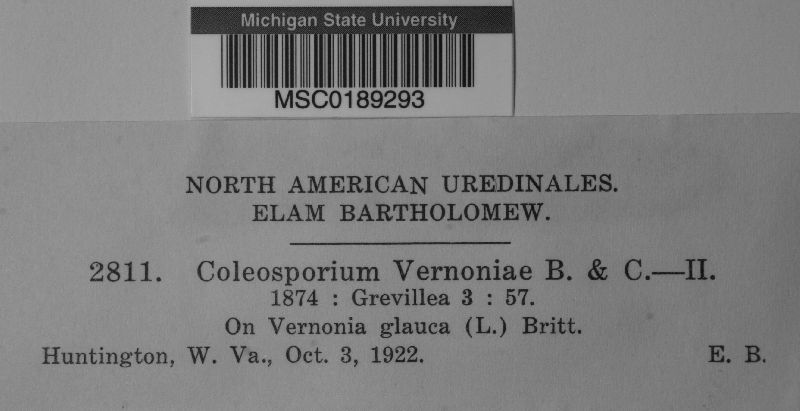 Michigan State University
MSC0189293
NORTH AMERICAN UREDINALES.
ELAM BARTHOLOMEW.
2811. Coleosporium Vernoniae B. & C.—II.
1874 : Grevillea 3 : 57.
On Vernonia glauca (L.) Britt.
Huntington, W. Va., Oct. 3, 1922. E. B.